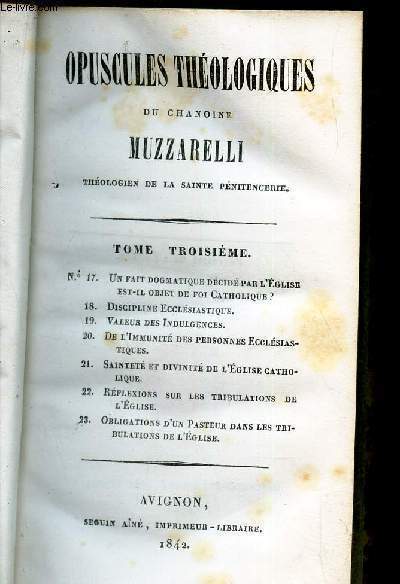 OPUSCULES THÉOLOGIQUES
DU CHANOINE
MUZZARELLI
THÉOLOGIEN DE LA SAINTE PÉNITENCERIE.
TOME TROISIÉME.
N.º 17. UN FAIT DOGMATIQUE DÉCIDÉ PAR L'ÉGLISE
EST-IL OBJET DE FOI CATHOLIQUE?
18. DISCIPLINE ECCLÉSIASTIQUE.
19. VALEUR DES INDULGENCES.
20. DE L'IMMUNITÉ DES PERSONNES ECCLÉSIAS-
TIQUES.
21. SAINTETÉ ET DIVINITÉ DE L'ÉGLISE CATHO-
LIQUE.
22. RÉFLEXIONS SUR LES TRIBULATIONS DE
L'ÉGLISE.
23. OBLIGATIONS D'UN PASTEUR DANS LES TRI-
BULATIONS DE L'ÉGLISE.
AVIGNON,
SEGUIN AÎNÉ, IMPRIMEUR-LIBRAIRE.
1842.